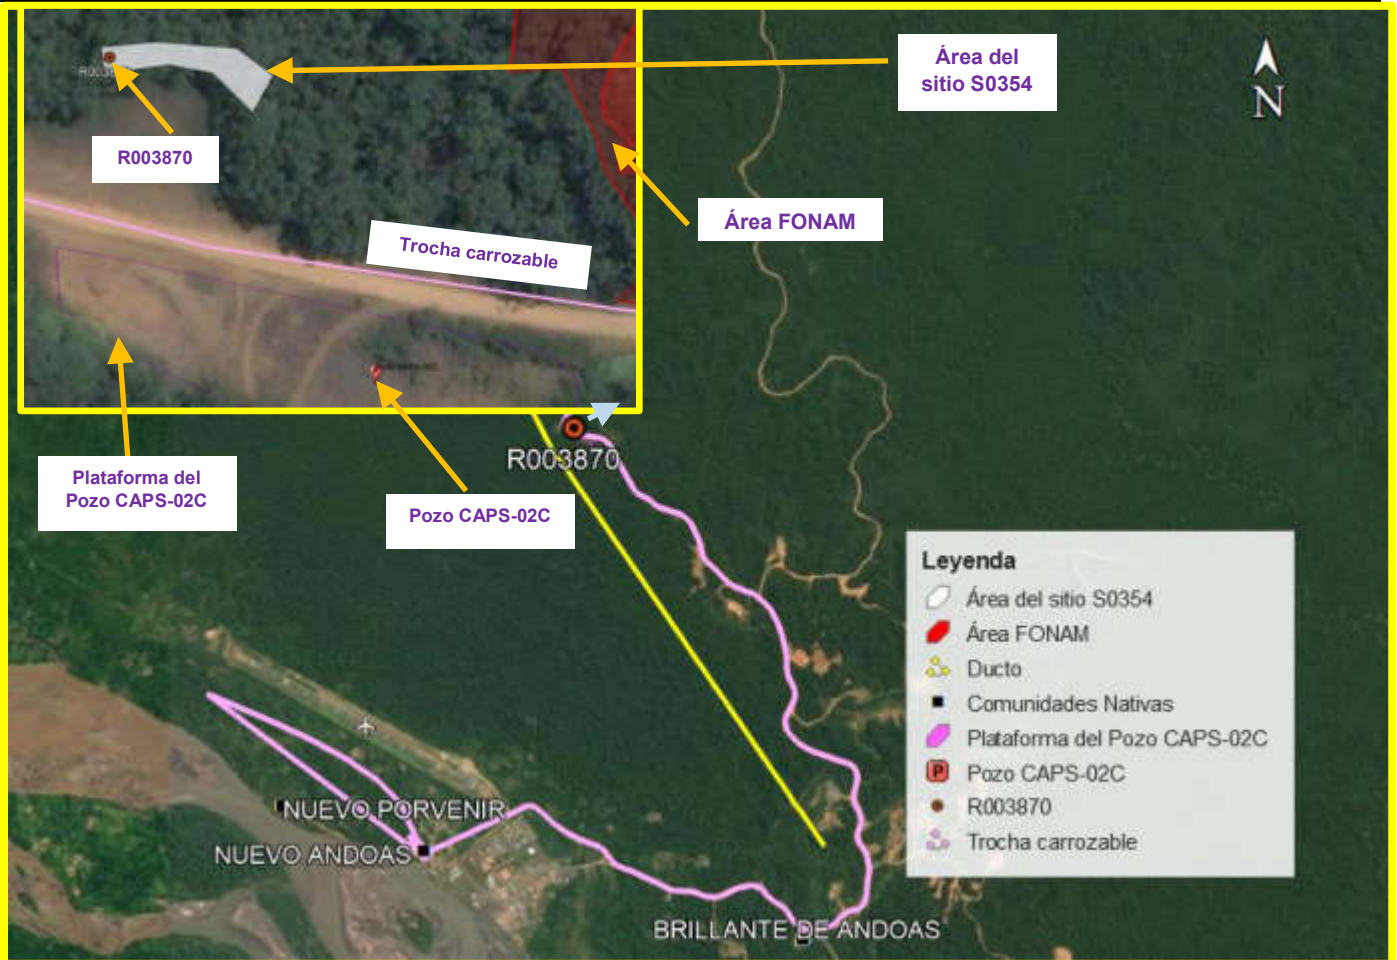 Área del
sitio S0354
N
R003870
Área FONAM
Trocha carrozable
Plataforma del
Pozo CAPS-02C
Pozo CAPS-02C
R003870
Leyenda
Área del sitio S0354
Área FONAM
Ducto
Comunidades Nativas
Plataforma del Pozo CAPS-02C
P Pozo CAPS-02C
R003870
Trocha carrozable
NUEVO PORVENIR
NUEVO ANDOAS
BRILLANTE DE ANDOAS